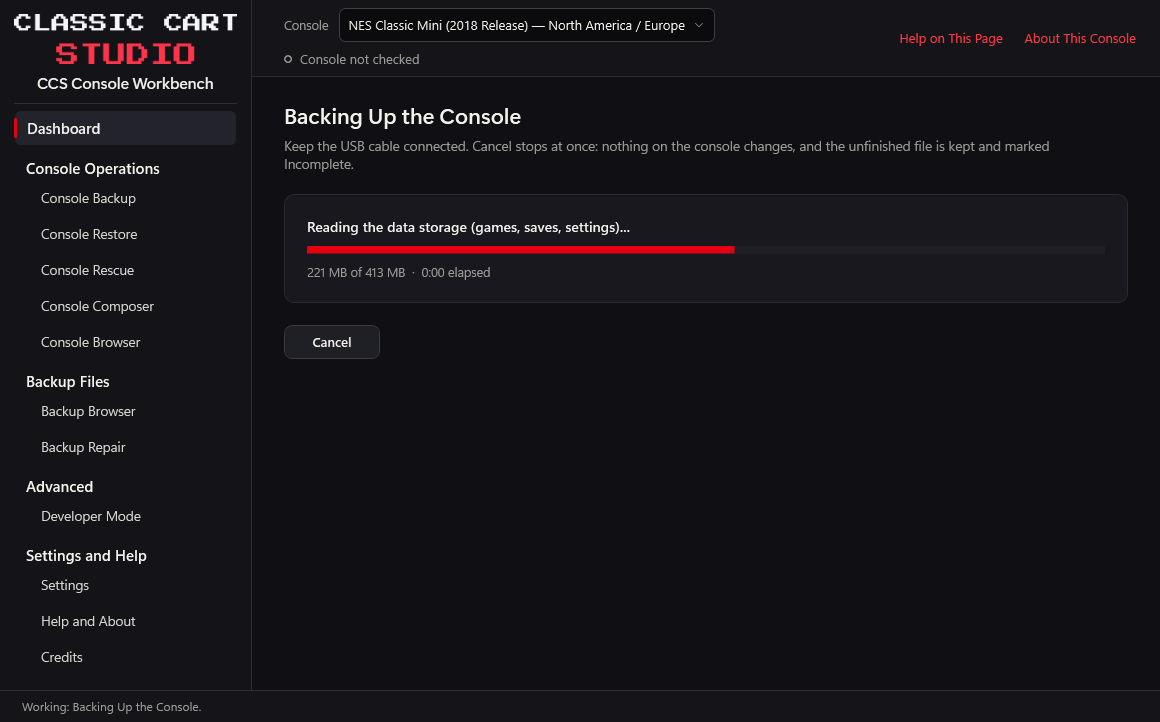 CLASSIC CART
STUDIO
CCS Console Workbench
Dashboard
Console Operations
Console Backup
Console Restore
Console Rescue
Console Composer
Console Browser
Backup Files
Backup Browser
Backup Repair
Advanced
Developer Mode
Settings and Help
Settings
Help and About
Credits
Console
NES Classic Mini (2018 Release) — North America / Europe
Console not checked
Help on This Page
About This Console
Backing Up the Console
Keep the USB cable connected. Cancel stops at once: nothing on the console changes, and the unfinished file is kept and marked
Incomplete.
Reading the data storage (games, saves, settings)...
221 MB of 413 MB · 0:00 elapsed
Cancel
Working: Backing Up the Console.